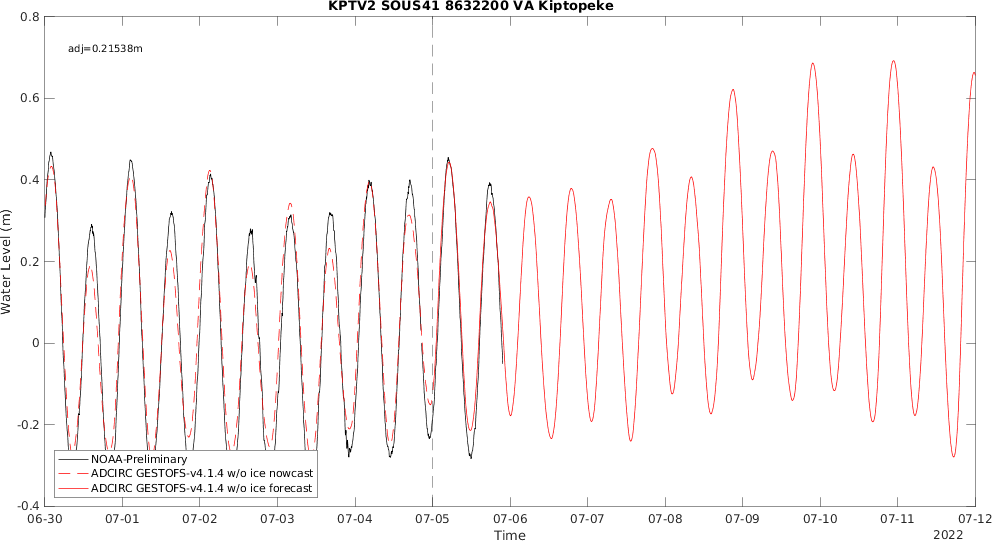 KPTV2 SOUS41 8632200 VA Kiptopeke
adj=0.21538m
0.8
0.6
0.4
0.2
0
-0.2
-0.4
Water Level (m)
NOAA-Preliminary
ADCIRC GESTOFS-v4.1.4 w/o ice nowcast
ADCIRC GESTOFS-v4.1.4 w/o ice forecast
06-30 07-01 07-02 07-03 07-04 07-05 07-06 07-07 07-08 07-09 07-10 07-11 07-12
Time
2022